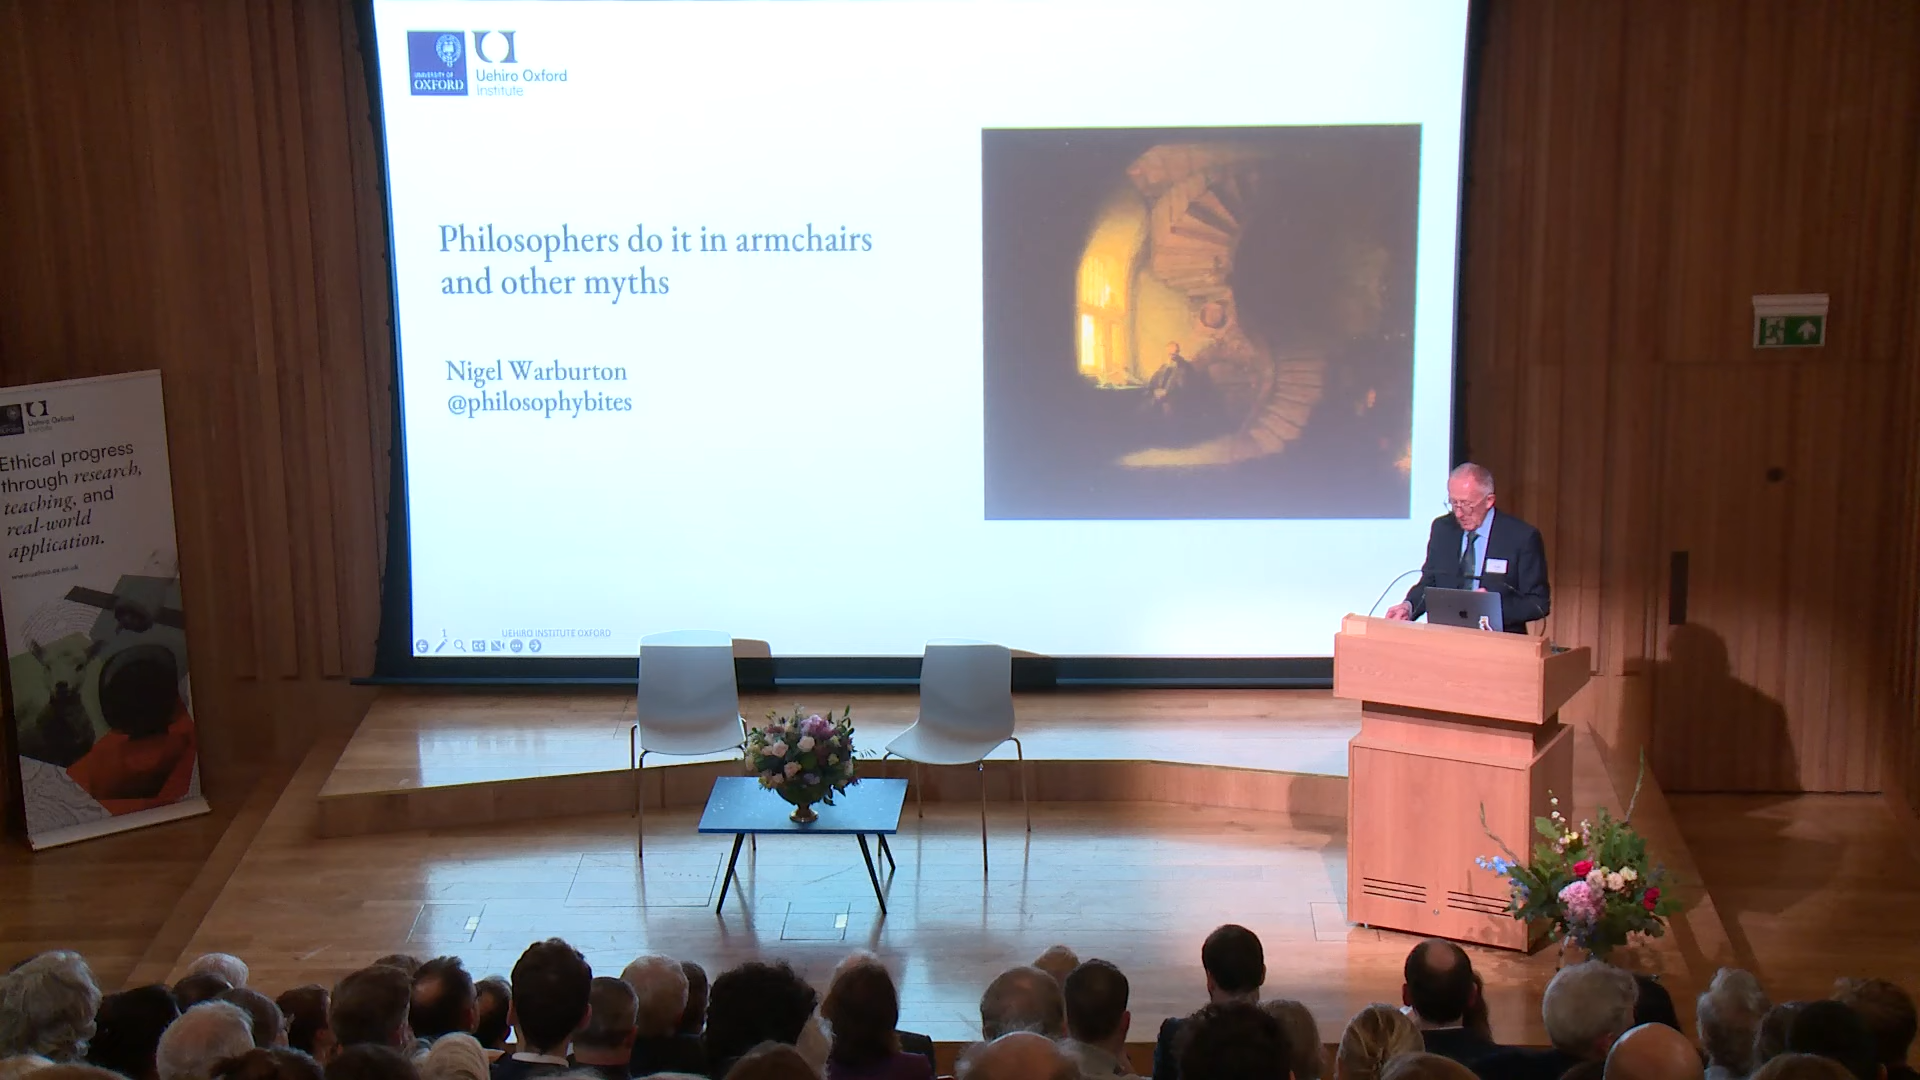 UNIVERSITY OF
OXFORD
Uehiro Oxford
Institute
Philosophers do it in armchairs
and other myths
Nigel Warburton
@philosophybites
1
UEHIRO INSTITUTE OXFORD
Uehiro Oxford
Institute
Ethical progress
through research,
teaching, and
real-world
application.